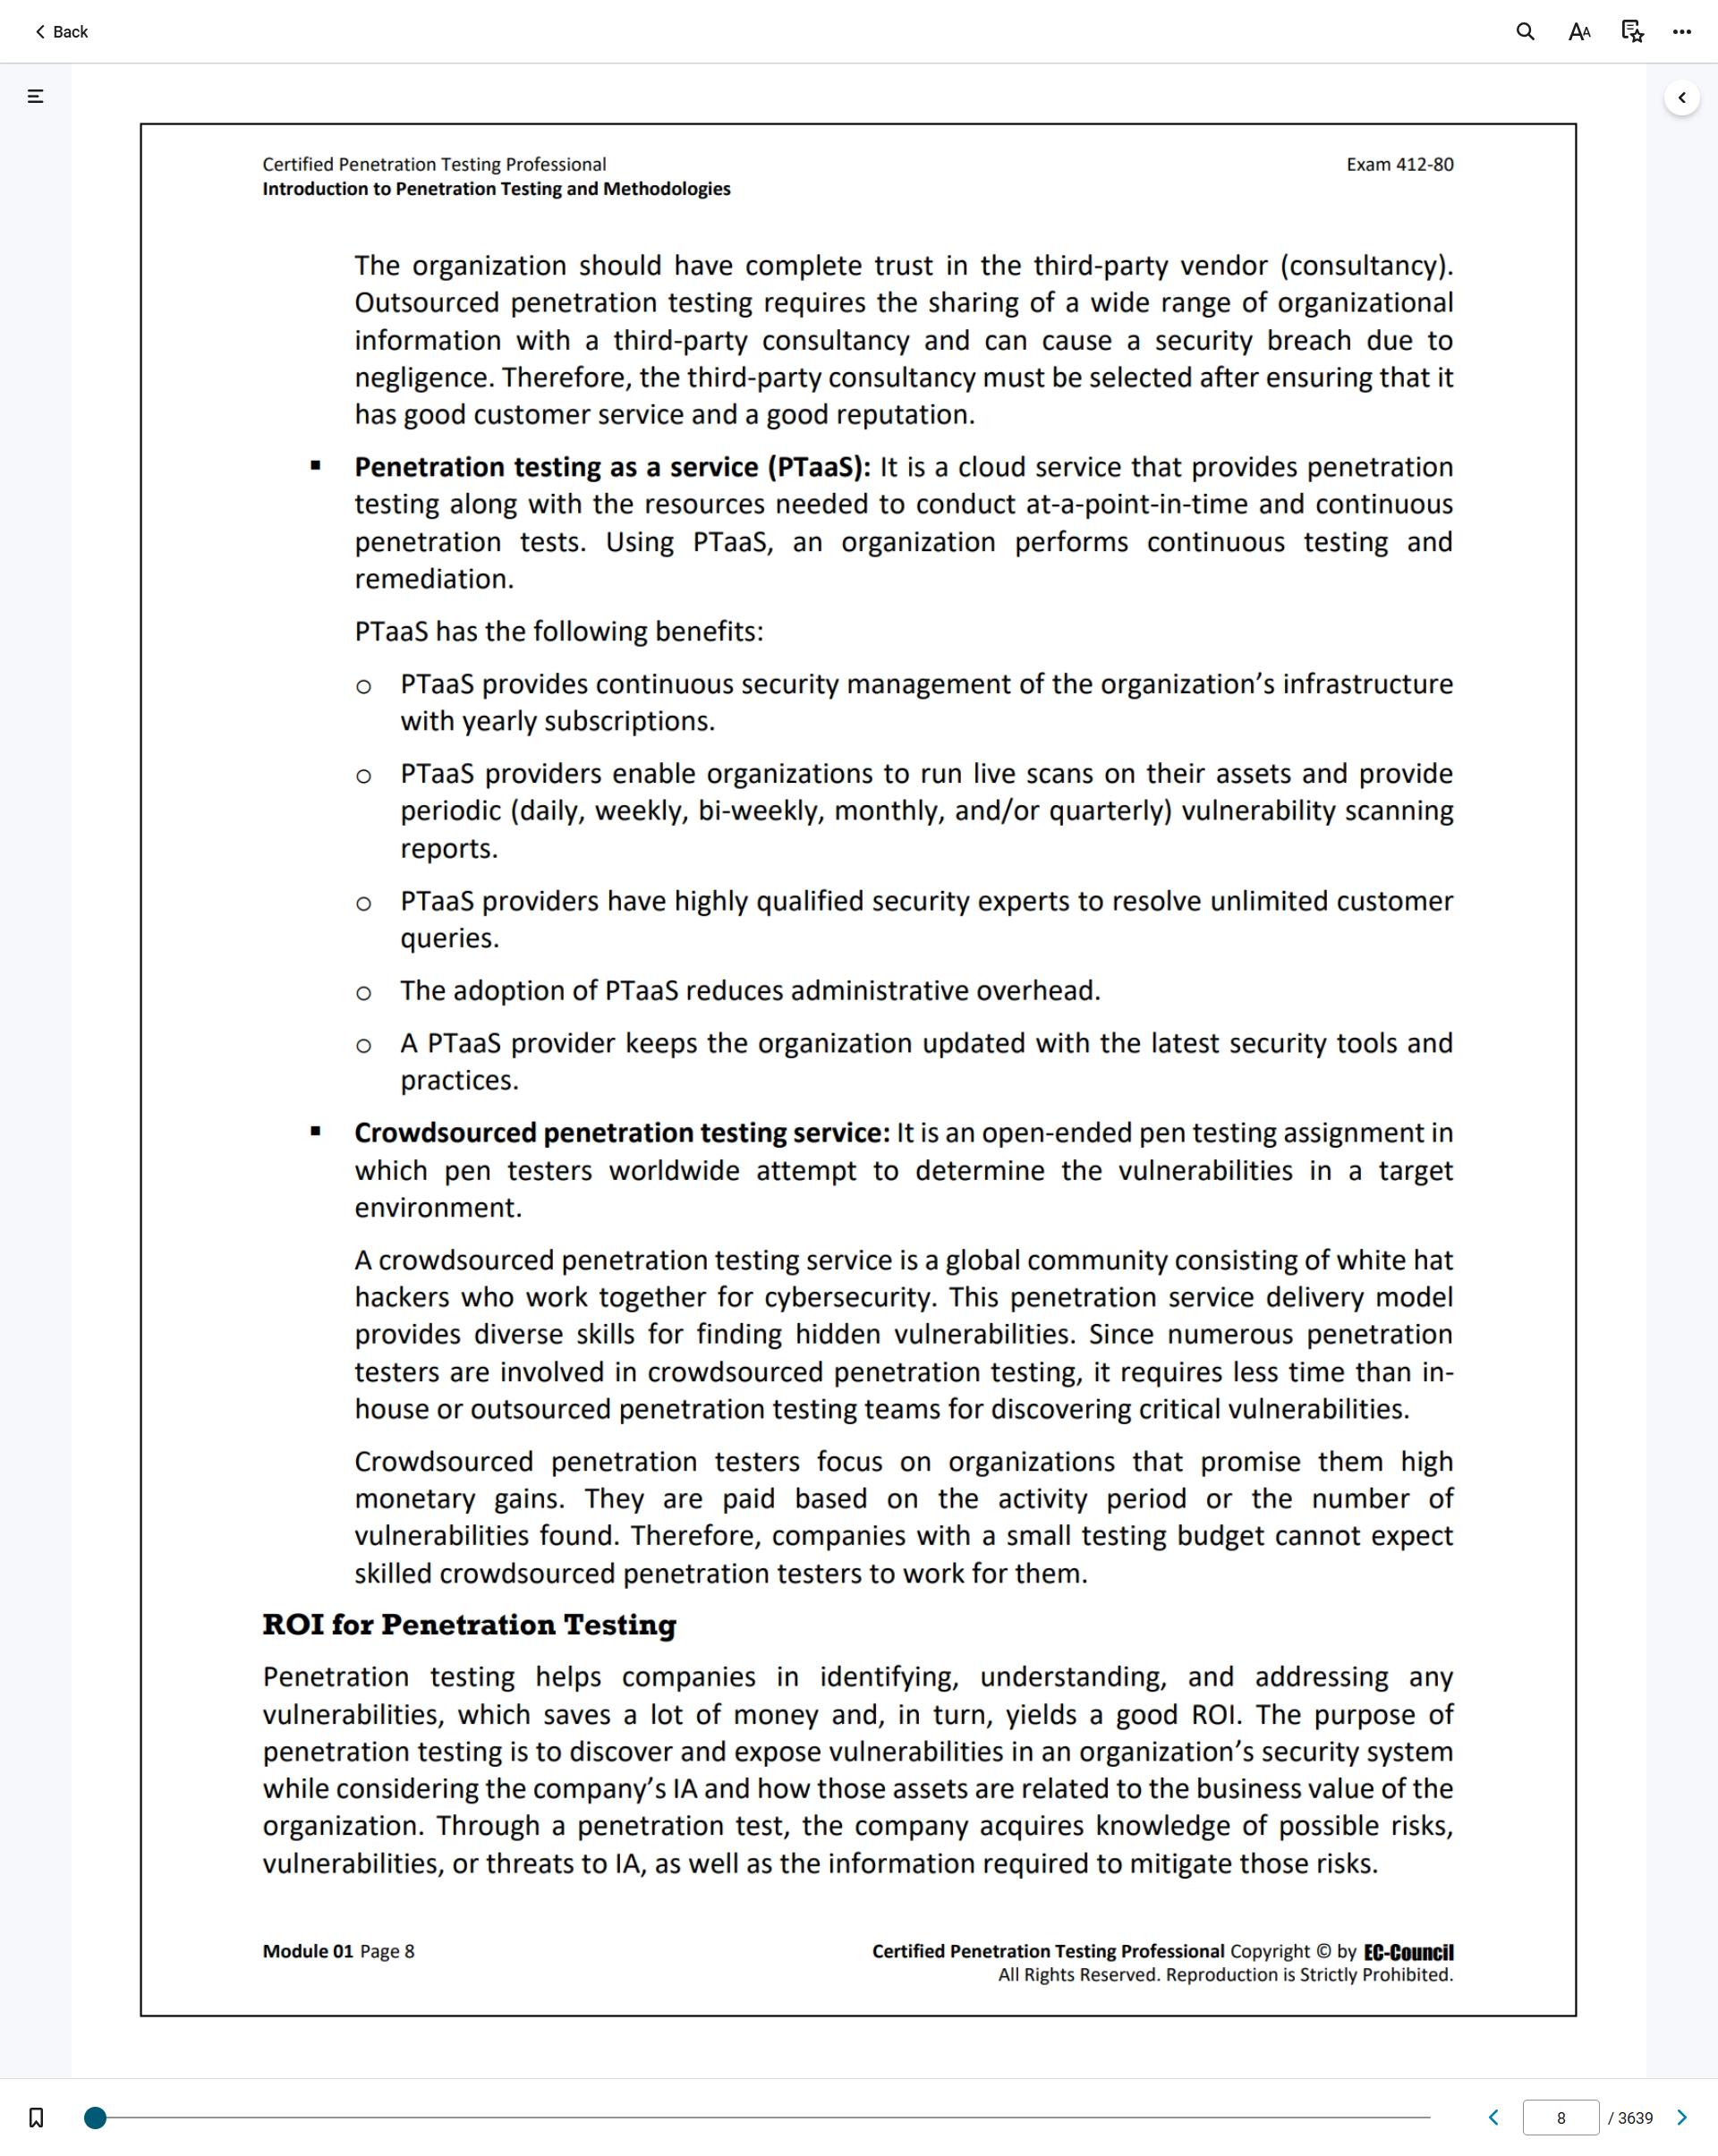 Back
Certified Penetration Testing Professional Exam 412-80
Introduction to Penetration Testing and Methodologies
The organization should have complete trust in the third-party vendor (consultancy).
Outsourced penetration testing requires the sharing of a wide range of organizational
information with a third-party consultancy and can cause a security breach due to
negligence. Therefore, the third-party consultancy must be selected after ensuring that it
has good customer service and a good reputation.
▪ Penetration testing as a service (PTaaS): It is a cloud service that provides penetration
testing along with the resources needed to conduct at-a-point-in-time and continuous
penetration tests. Using PTaaS, an organization performs continuous testing and
remediation.
PTaaS has the following benefits:
o PTaaS provides continuous security management of the organization’s infrastructure
with yearly subscriptions.
o PTaaS providers enable organizations to run live scans on their assets and provide
periodic (daily, weekly, bi-weekly, monthly, and/or quarterly) vulnerability scanning
reports.
o PTaaS providers have highly qualified security experts to resolve unlimited customer
queries.
o The adoption of PTaaS reduces administrative overhead.
o A PTaaS provider keeps the organization updated with the latest security tools and
practices.
▪ Crowdsourced penetration testing service: It is an open-ended pen testing assignment in
which pen testers worldwide attempt to determine the vulnerabilities in a target
environment.
A crowdsourced penetration testing service is a global community consisting of white hat
hackers who work together for cybersecurity. This penetration service delivery model
provides diverse skills for finding hidden vulnerabilities. Since numerous penetration
testers are involved in crowdsourced penetration testing, it requires less time than in-
house or outsourced penetration testing teams for discovering critical vulnerabilities.
Crowdsourced penetration testers focus on organizations that promise them high
monetary gains. They are paid based on the activity period or the number of
vulnerabilities found. Therefore, companies with a small testing budget cannot expect
skilled crowdsourced penetration testers to work for them.
ROI for Penetration Testing
Penetration testing helps companies in identifying, understanding, and addressing any
vulnerabilities, which saves a lot of money and, in turn, yields a good ROI. The purpose of
penetration testing is to discover and expose vulnerabilities in an organization’s security system
while considering the company’s IA and how those assets are related to the business value of the
organization. Through a penetration test, the company acquires knowledge of possible risks,
vulnerabilities, or threats to IA, as well as the information required to mitigate those risks.
Module 01 Page 8 Certified Penetration Testing Professional Copyright © by EC-Council
All Rights Reserved. Reproduction is Strictly Prohibited.
8 / 3639